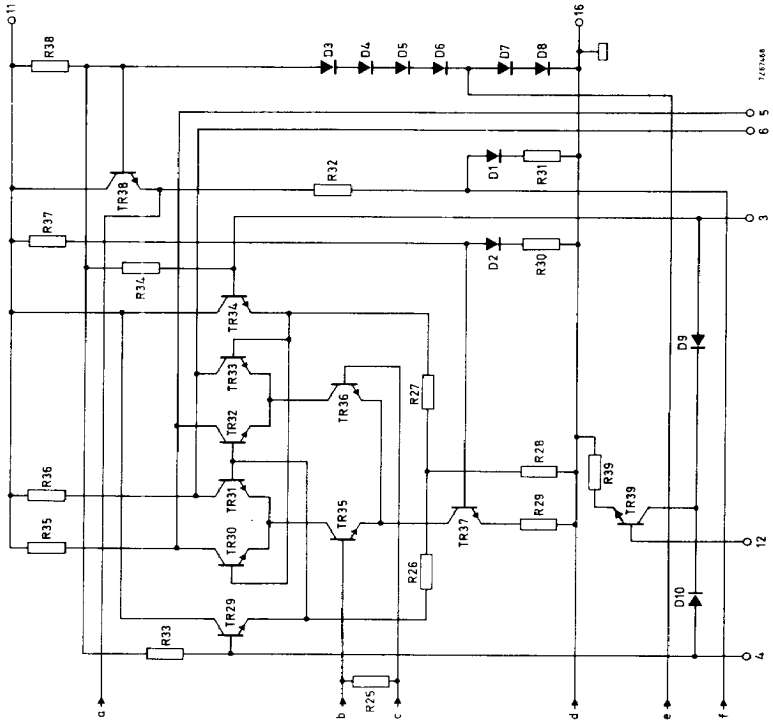 11
16
R38
D3
D4
D5
D6
D7
D8
7Z67468
5
6
TR38
R32
D1
R31
R37
R34
3
D2
R30
TR34
TR33
TR32
TR36
R27
D9
R36
R35
TR31
TR30
TR35
R28
R29
R39
TR37
TR39
12
TR29
R26
R33
D10
4
R25
a
b
c
d
e
f